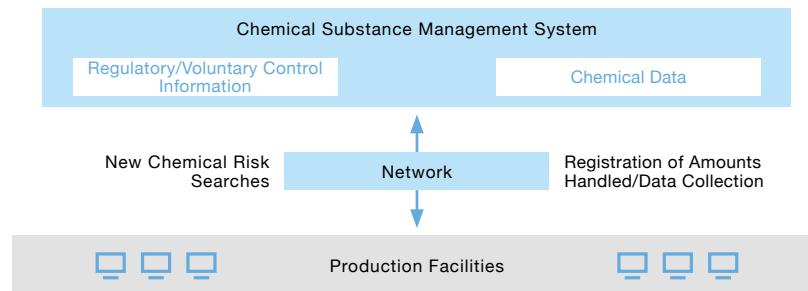 Chemical Substance Management System
Regulatory/Voluntary Control
Information
Chemical Data
New Chemical Risk
Searches
Network
Registration of Amounts
Handled/Data Collection
Production Facilities